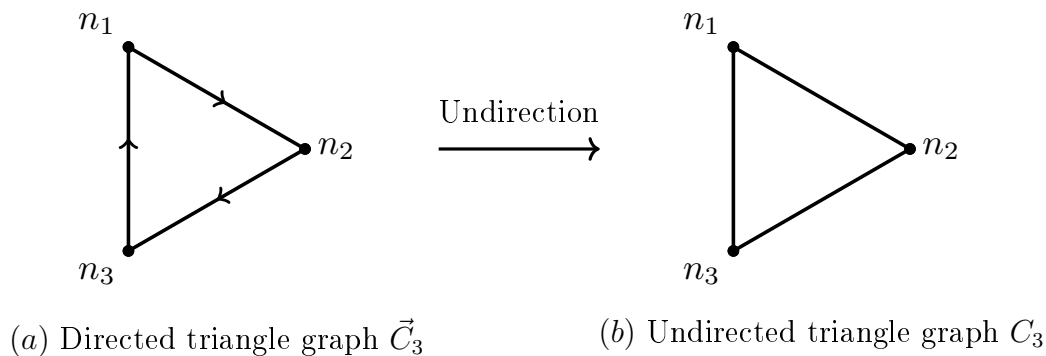 n₁
n₂
n₃
(a) Directed triangle graph C⃗₃
Undirection
n₁
n₂
n₃
(b) Undirected triangle graph C₃